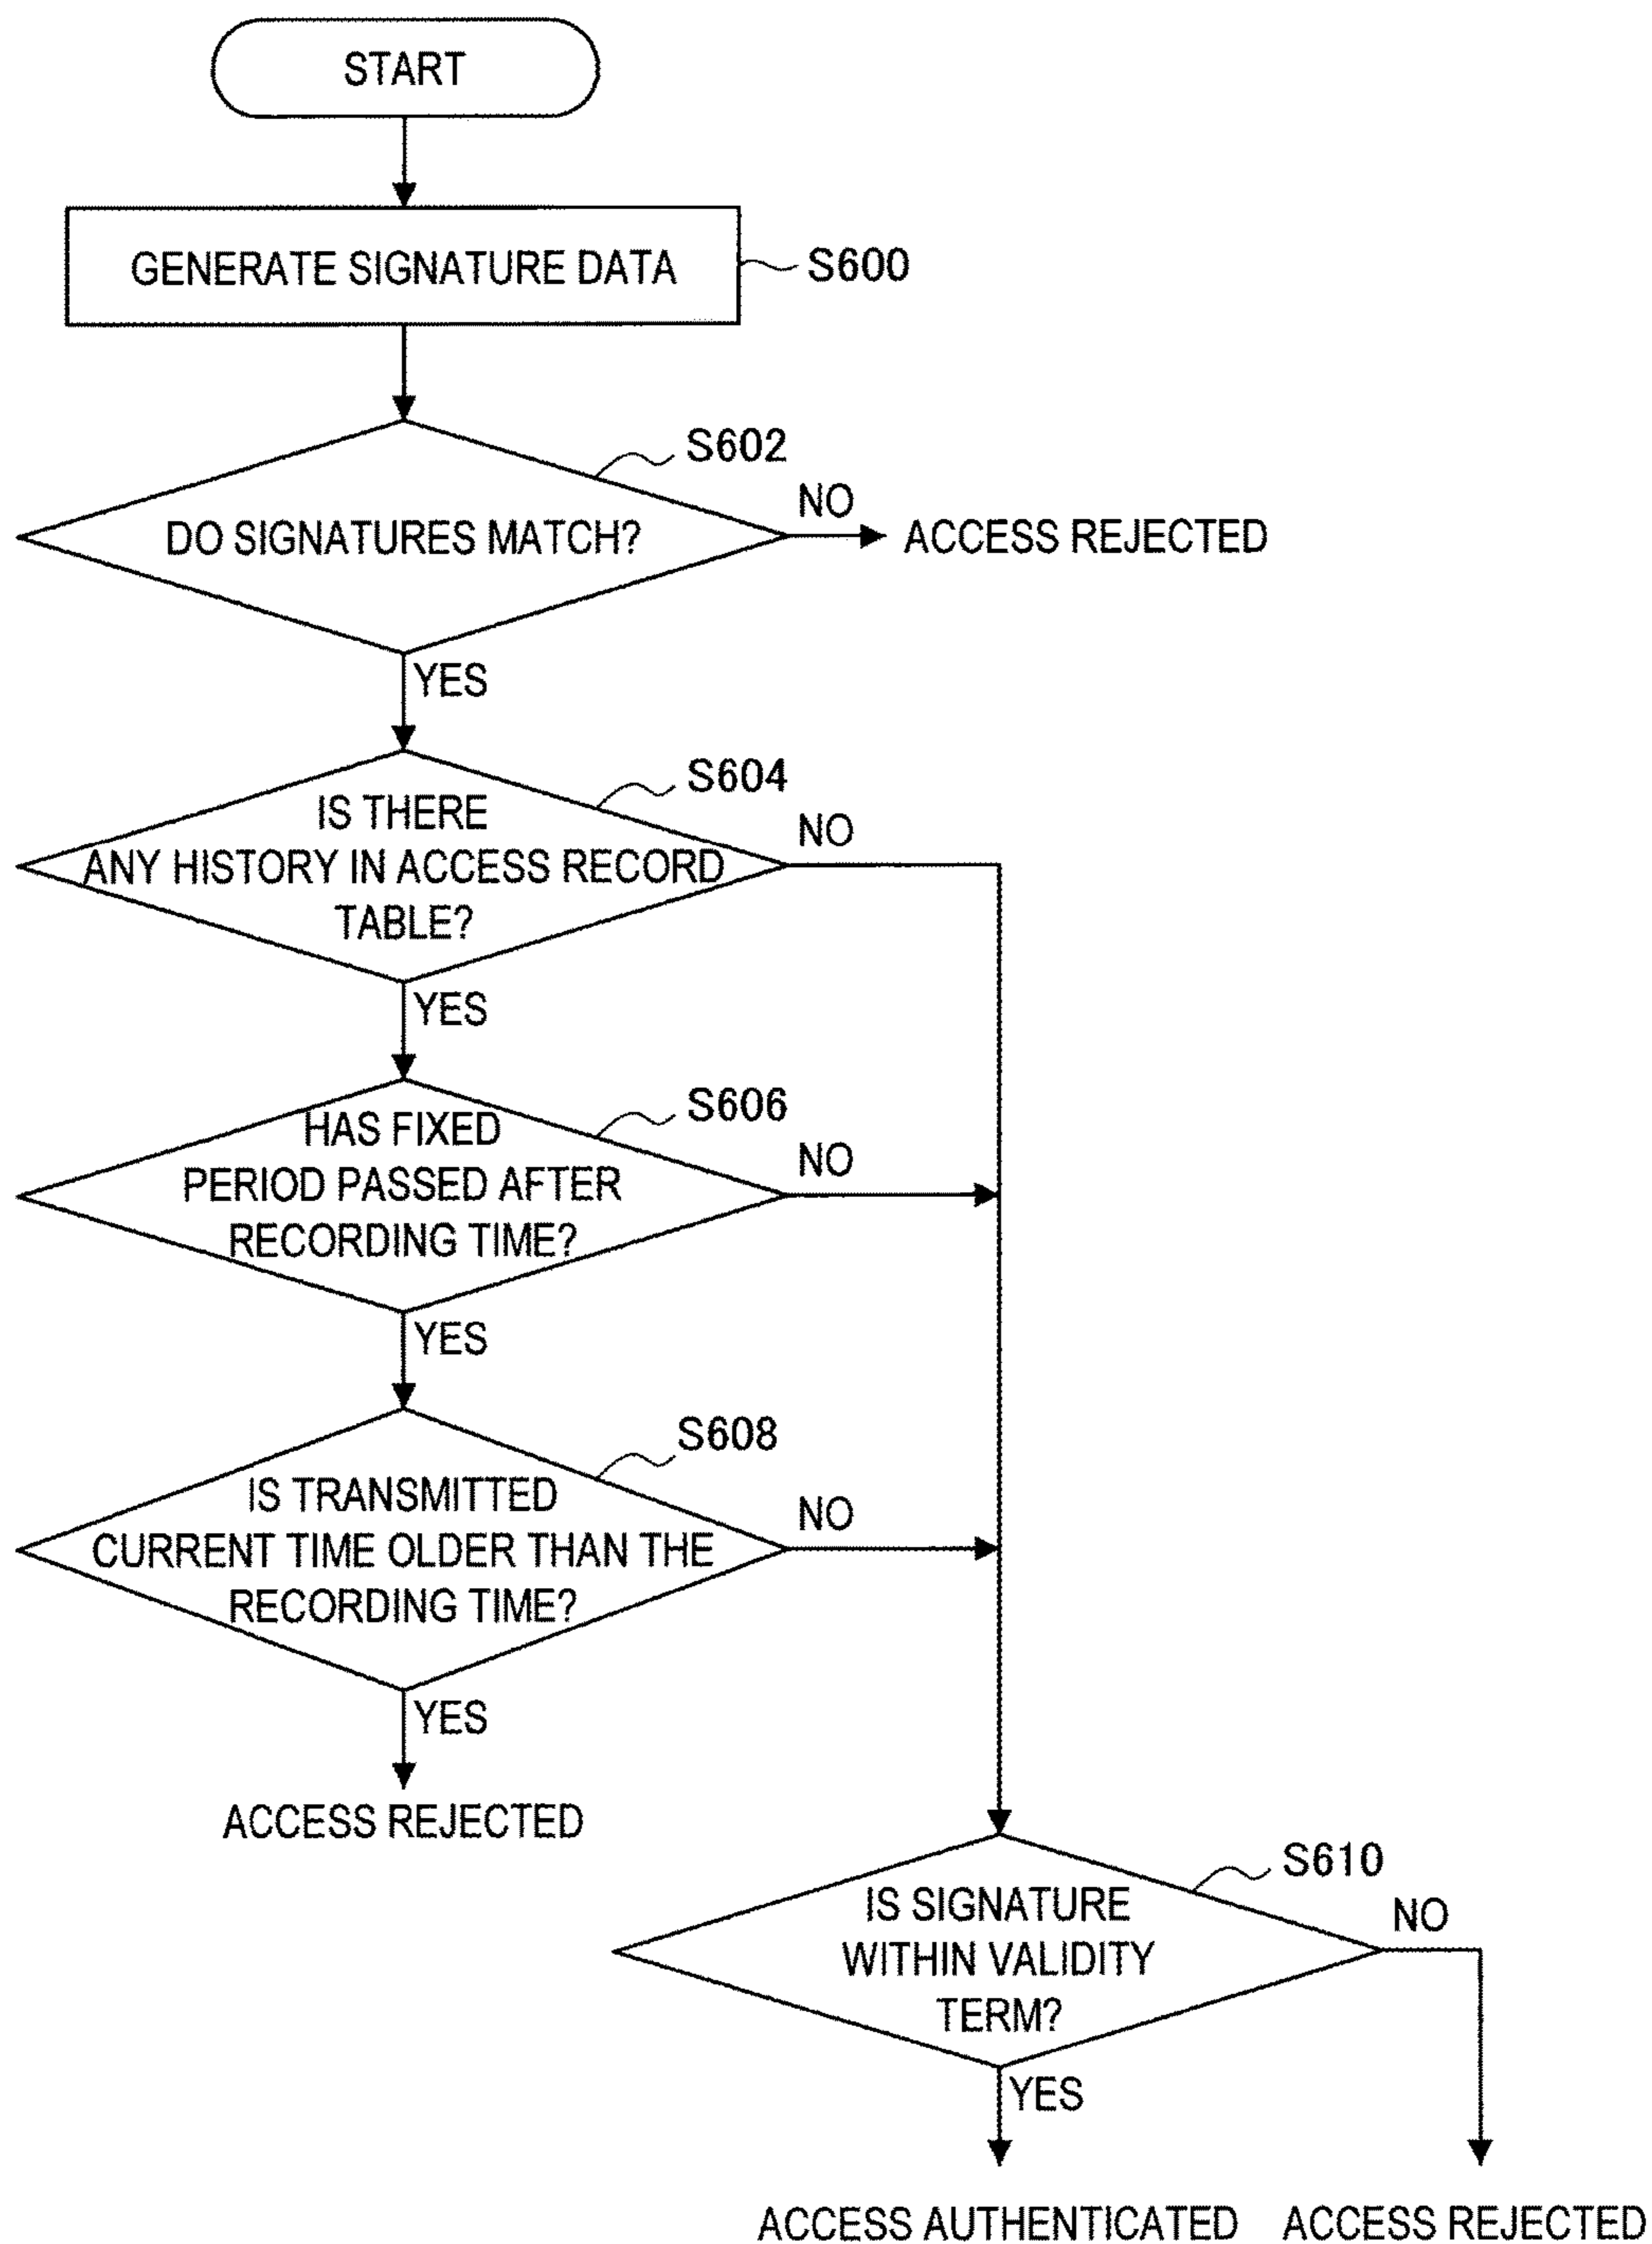 START
GENERATE SIGNATURE DATA
S600
S602
DO SIGNATURES MATCH?
NO
ACCESS REJECTED
YES
S604
IS THERE
ANY HISTORY IN ACCESS RECORD
TABLE?
NO
YES
S606
HAS FIXED
PERIOD PASSED AFTER
RECORDING TIME?
NO
YES
S608
IS TRANSMITTED
CURRENT TIME OLDER THAN THE
RECORDING TIME?
NO
YES
ACCESS REJECTED
S610
IS SIGNATURE
WITHIN VALIDITY
TERM?
NO
YES
ACCESS AUTHENTICATED
ACCESS REJECTED